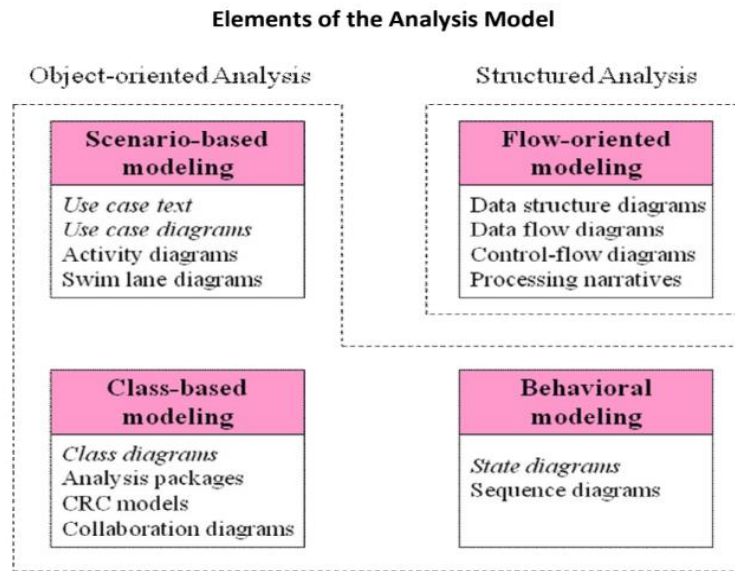 Elements of the Analysis Model
Object-oriented Analysis
Structured Analysis
Scenario-based
modeling
Use case text
Use case diagrams
Activity diagrams
Swim lane diagrams
Flow-oriented
modeling
Data structure diagrams
Data flow diagrams
Control-flow diagrams
Processing narratives
Class-based
modeling
Class diagrams
Analysis packages
CRC models
Collaboration diagrams
Behavioral
modeling
State diagrams
Sequence diagrams